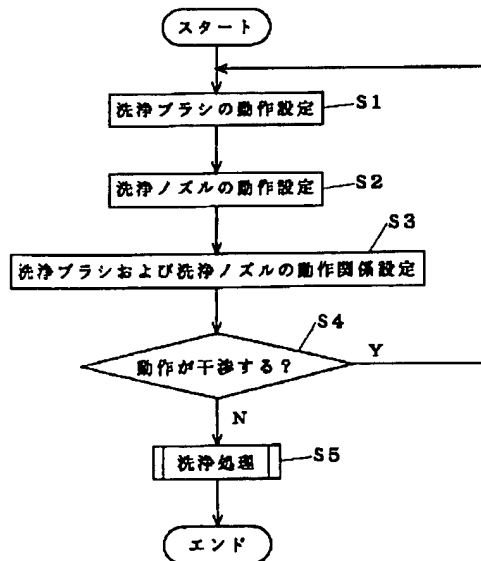 スタート
洗浄ブラシの動作設定
S1
洗浄ノズルの動作設定
S2
S3
洗浄ブラシおよび洗浄ノズルの動作関係設定
S4
動作が干渉する?
Y
N
洗浄処理
S5
エンド